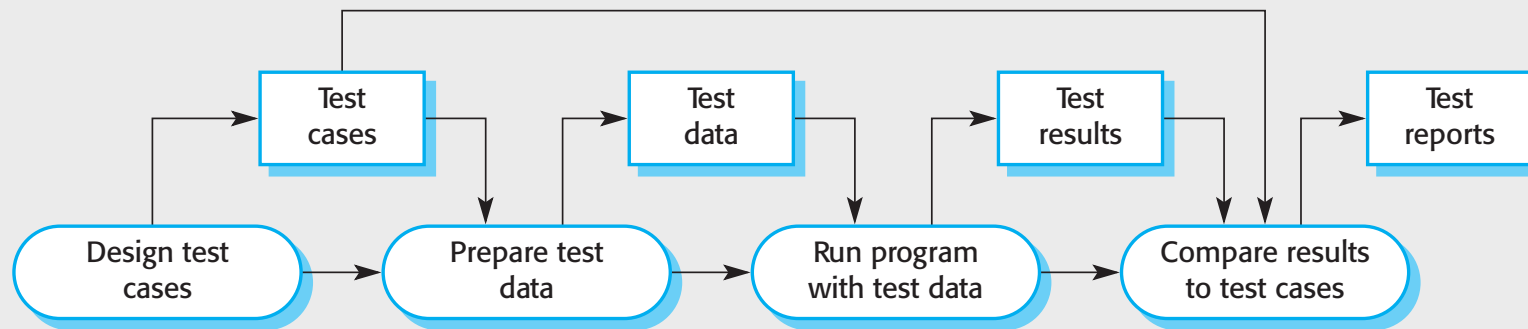 Test
cases
Test
data
Test
results
Test
reports
Design test
cases
Prepare test
data
Run program
with test data
Compare results
to test cases